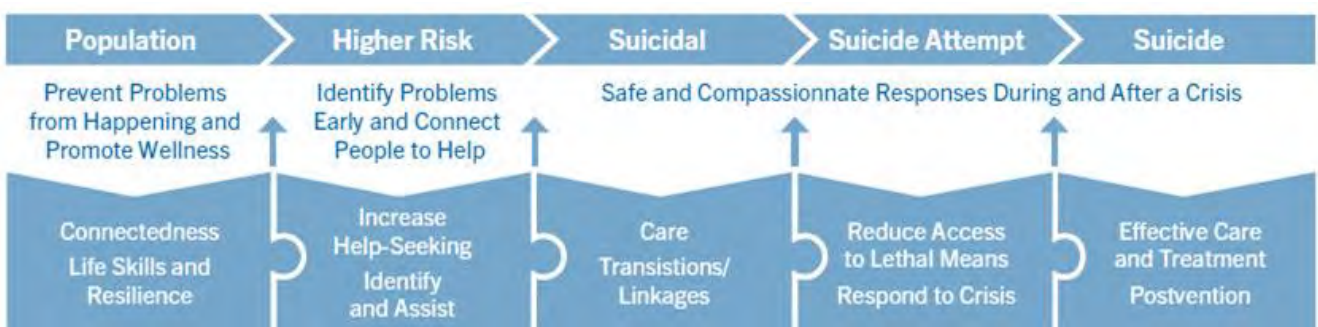 Population
Higher Risk
Suicidal
Suicide Attempt
Suicide
Prevent Problems
from Happening and
Promote Wellness
Identify Problems
Early and Connect
People to Help
Safe and Compassionnate Responses During and After a Crisis
Connectedness
Life Skills and
Resilience
Increase
Help-Seeking
Identify
and Assist
Care
Transistions/
Linkages
Reduce Access
to Lethal Means
Respond to Crisis
Effective Care
and Treatment
Postvention